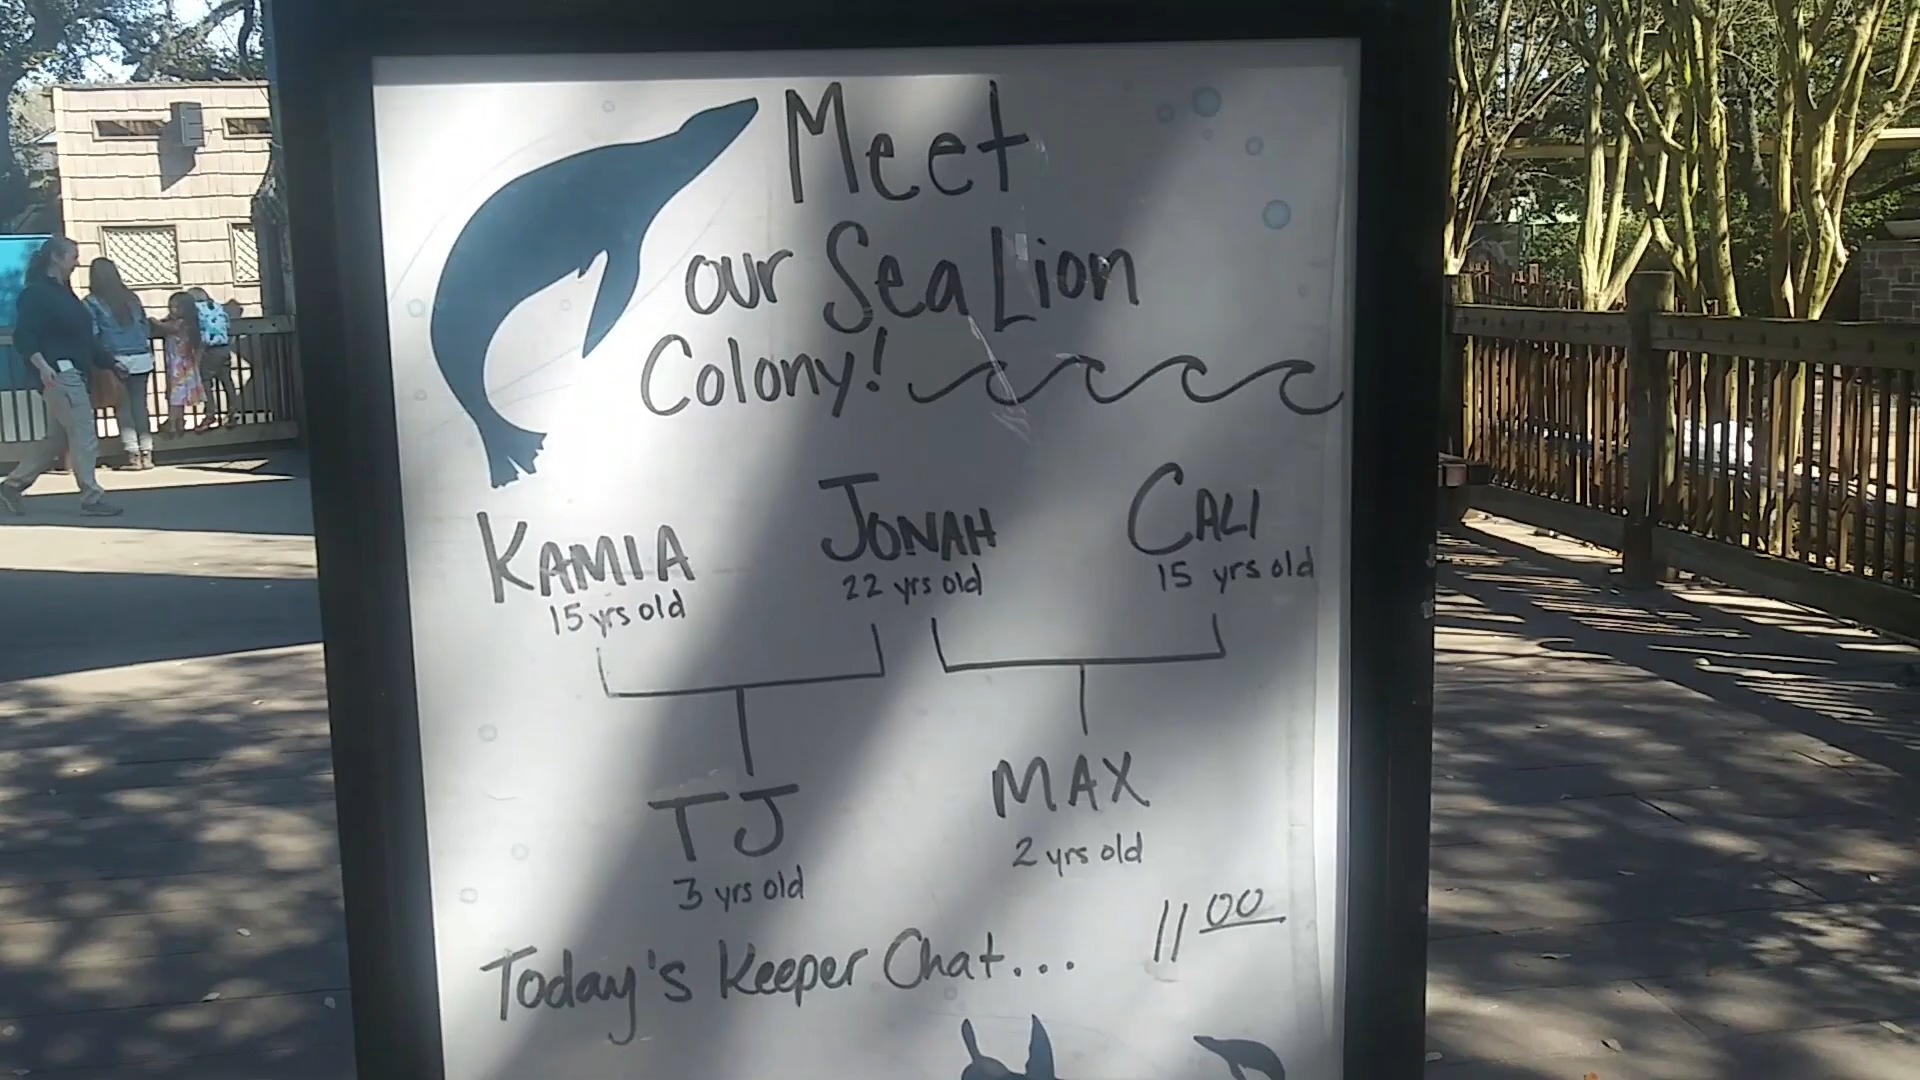 Meet
our Sea Lion
Colony!
KAMIA JONAH CALI
15 yrs old 22 yrs old 15 yrs old
TJ MAX
3 yrs old 2 yrs old
Today's Keeper Chat... 11 00